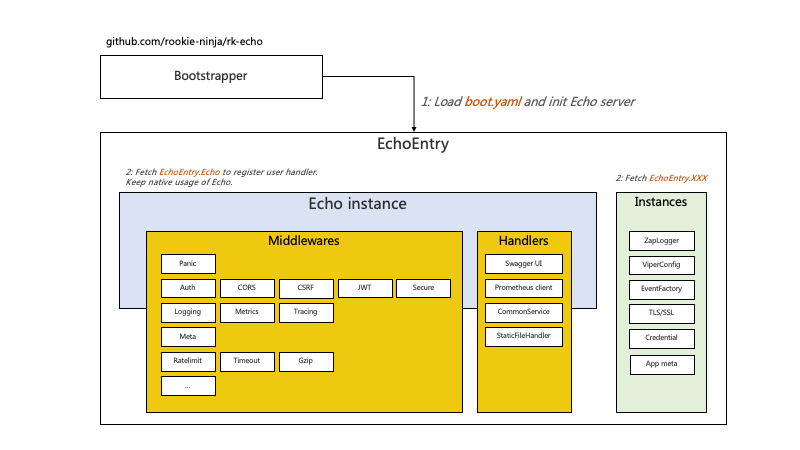 github.com/rookie-ninja/rk-echo
Bootstrapper
1: Load boot.yaml and init Echo server
EchoEntry
2: Fetch EchoEntry.Echo to register user handler.
Keep native usage of Echo.
2: Fetch EchoEntry.XXX
Echo instance
Middlewares
Panic
Auth CORS CSRF JWT Secure
Logging Metrics Tracing
Meta
Ratelimit Timeout Gzip
...
Handlers
Swagger UI
Prometheus client
CommonService
StaticFileHandler
Instances
ZapLogger
ViperConfig
EventFactory
TLS/SSL
Credential
App meta